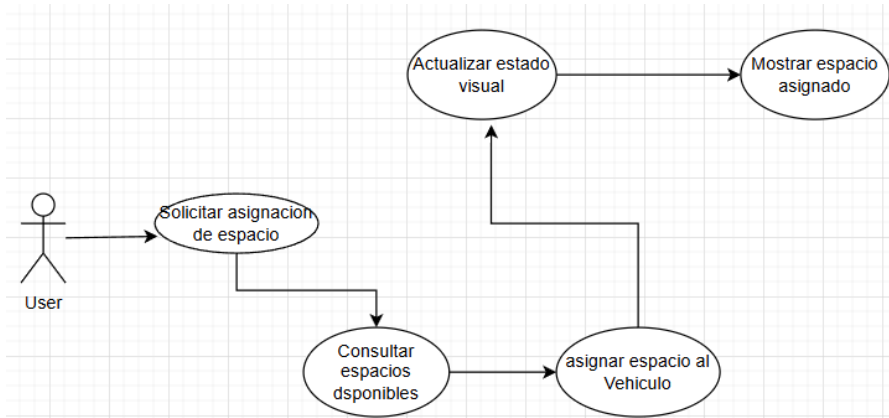 Actualizar estado
visual
Mostrar espacio
asignado
Solicitar asignacion
de espacio
User
Consultar
espacios
dsponibles
asignar espacio al
Vehiculo